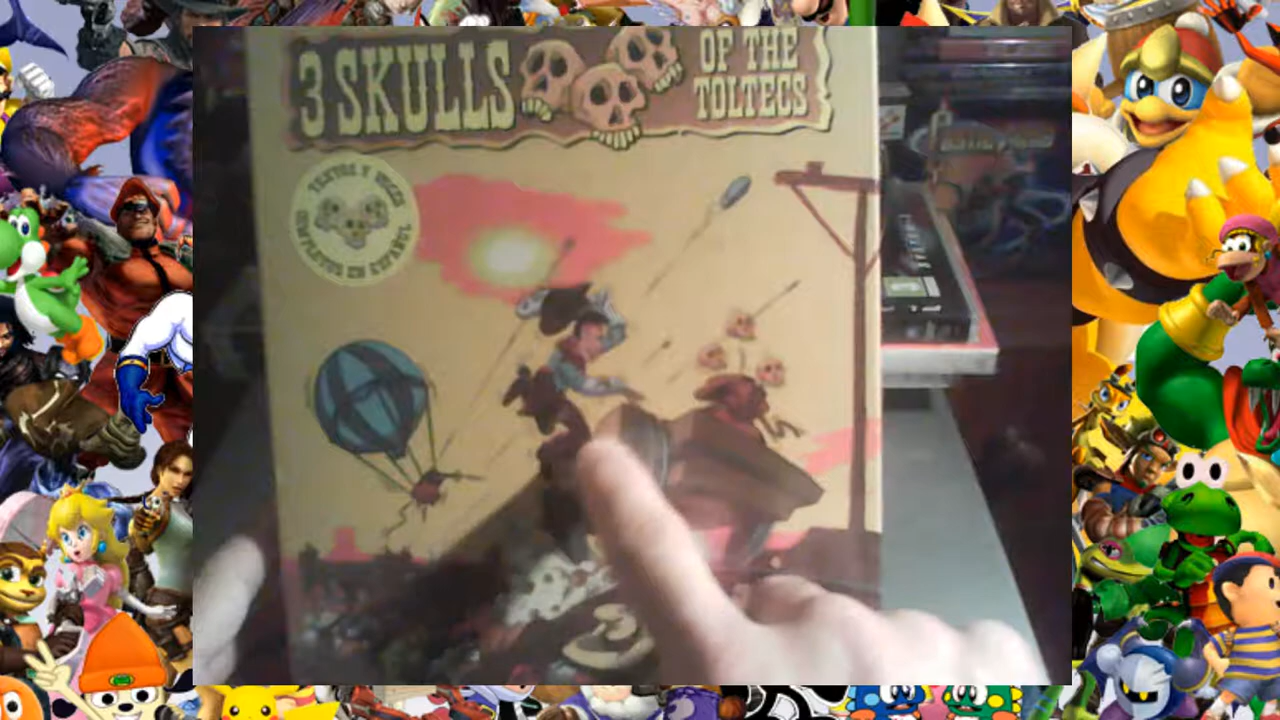 3 SKULLS
OF THE
TOLTECS
TEXTOS Y VOCES
COMPLETOS EN ESPAÑOL